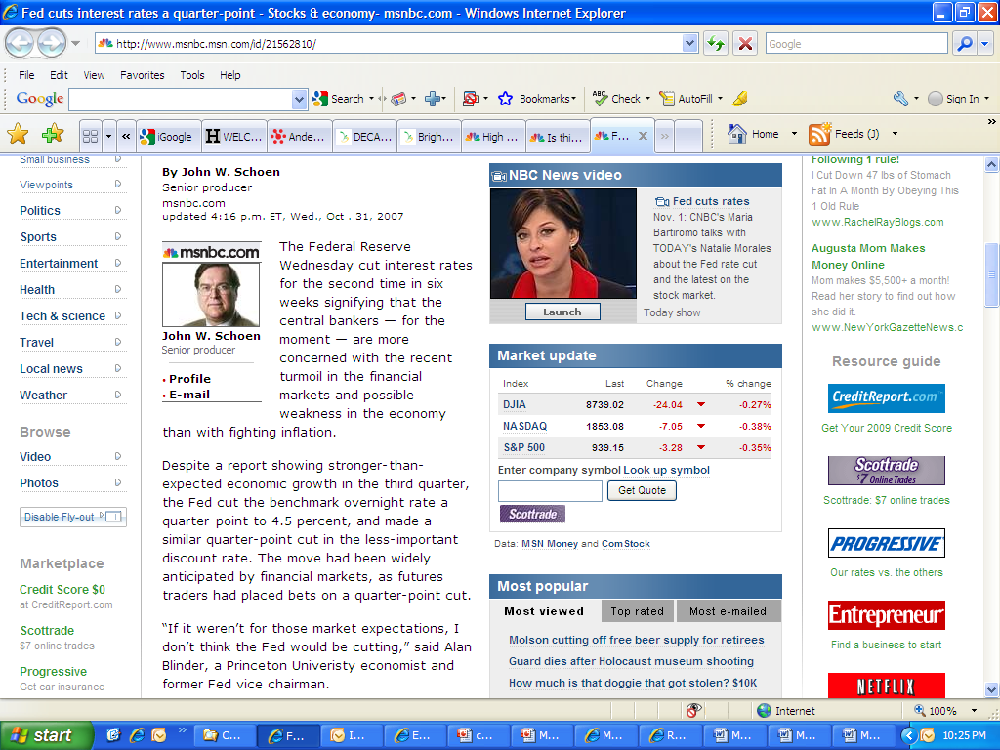 Fed cuts interest rates a quarter-point - Stocks & economy- msnbc.com - Windows Internet Explorer
http://www.msnbc.msn.com/id/21562810/
Google
File Edit View Favorites Tools Help
Google Search Bookmarks Check AutoFill Sign In
iGoogle WELC... Ande... DECA... Brigh... High ... Is thi... F... Home Feeds (J)
Small business
Viewpoints
Politics
Sports
Entertainment
Health
Tech & science
Travel
Local news
Weather
Browse
Video
Photos
Disable Fly-out
Marketplace
Credit Score $0
at CreditReport.com
Scottrade
$7 online trades
Progressive
Get car insurance
By John W. Schoen
Senior producer
msnbc.com
updated 4:16 p.m. ET, Wed., Oct . 31, 2007
msnbc.com
John W. Schoen
Senior producer
• Profile
• E-mail
The Federal Reserve
Wednesday cut interest rates
for the second time in six
weeks signifying that the
central bankers — for the
moment — are more
concerned with the recent
turmoil in the financial
markets and possible
weakness in the economy
than with fighting inflation.
Despite a report showing stronger-than-
expected economic growth in the third quarter,
the Fed cut the benchmark overnight rate a
quarter-point to 4.5 percent, and made a
similar quarter-point cut in the less-important
discount rate. The move had been widely
anticipated by financial markets, as futures
traders had placed bets on a quarter-point cut.
“If it weren’t for those market expectations, I
don’t think the Fed would be cutting,” said Alan
Blinder, a Princeton Univeristy economist and
former Fed vice chairman.
NBC News video
Fed cuts rates
Nov. 1: CNBC's Maria
Bartiromo talks with
TODAY's Natalie Morales
about the Fed rate cut
and the latest on the
stock market.
Launch
Today show
Market update
Index Last Change % change
DJIA 8739.02 -24.04 -0.27%
NASDAQ 1853.08 -7.05 -0.38%
S&P 500 939.15 -3.28 -0.35%
Enter company symbol Look up symbol
Get Quote
Scottrade
Data: MSN Money and ComStock
Most popular
Most viewed Top rated Most e-mailed
Molson cutting off free beer supply for retirees
Guard dies after Holocaust museum shooting
How much is that doggie that got stolen? $10K
Following 1 rule!
I Cut Down 47 lbs of Stomach
Fat In A Month By Obeying This
1 Old Rule
www.RachelRayBlogs.com
Augusta Mom Makes
Money Online
Mom makes $5,500+ a month!
Read her story to find out how
she did it.
www.NewYorkGazetteNews.c
Resource guide
CreditReport.com
Get Your 2009 Credit Score
Scottrade
$7 Online Trades
Scottrade: $7 online trades
PROGRESSIVE
Our rates vs. the others
Entrepreneur
Find a business to start
NETFLIX
Internet 100%
start C... F... I... E... c... M... M... R... M... M... M... 10:25 PM